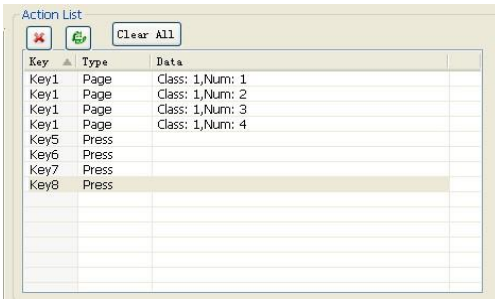 Action List
Clear All
Key Type Data
Key1 Page Class: 1,Num: 1
Key1 Page Class: 1,Num: 2
Key1 Page Class: 1,Num: 3
Key1 Page Class: 1,Num: 4
Key5 Press
Key6 Press
Key7 Press
Key8 Press